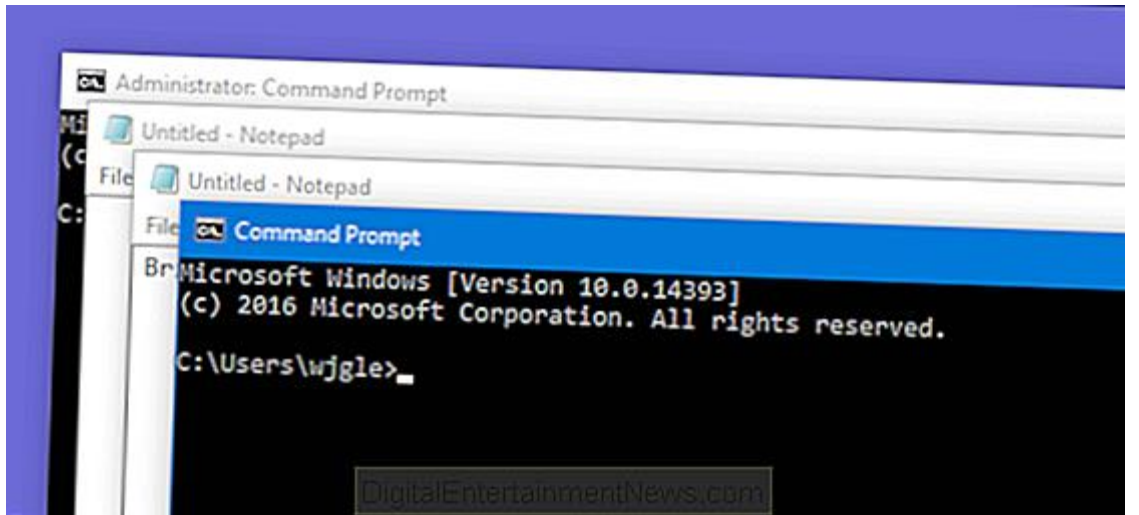 Administrator: Command Prompt
Mi
Untitled - Notepad
(c
File
Untitled - Notepad
C:
File
Command Prompt
Br
Microsoft Windows [Version 10.0.14393]
(c) 2016 Microsoft Corporation. All rights reserved.
C:\Users\wjgle>
DigitalEntertainmentNews.com